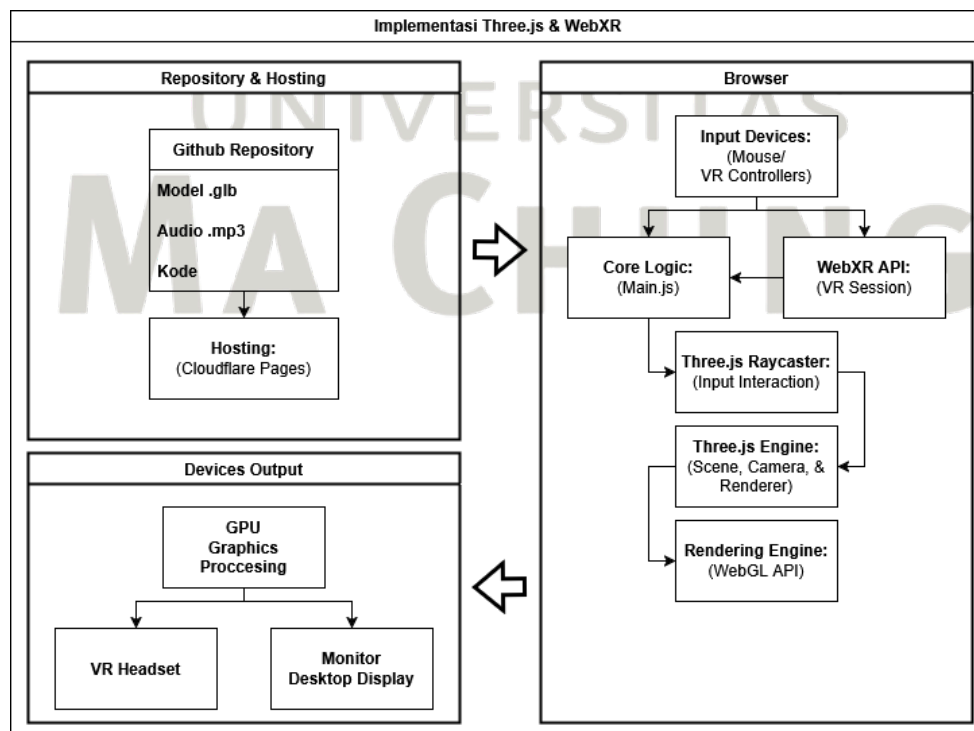 Implementasi Three.js & WebXR
Repository & Hosting
UNIVERSITAS
MA CHUNG
Github Repository
Model .glb
Audio .mp3
Kode
Hosting:
(Cloudflare Pages)
Browser
Input Devices:
(Mouse/
VR Controllers)
Core Logic:
(Main.js)
WebXR API:
(VR Session)
Three.js Raycaster:
(Input Interaction)
Three.js Engine:
(Scene, Camera, &
Renderer)
Rendering Engine:
(WebGL API)
Devices Output
GPU
Graphics
Proccesing
VR Headset
Monitor
Desktop Display